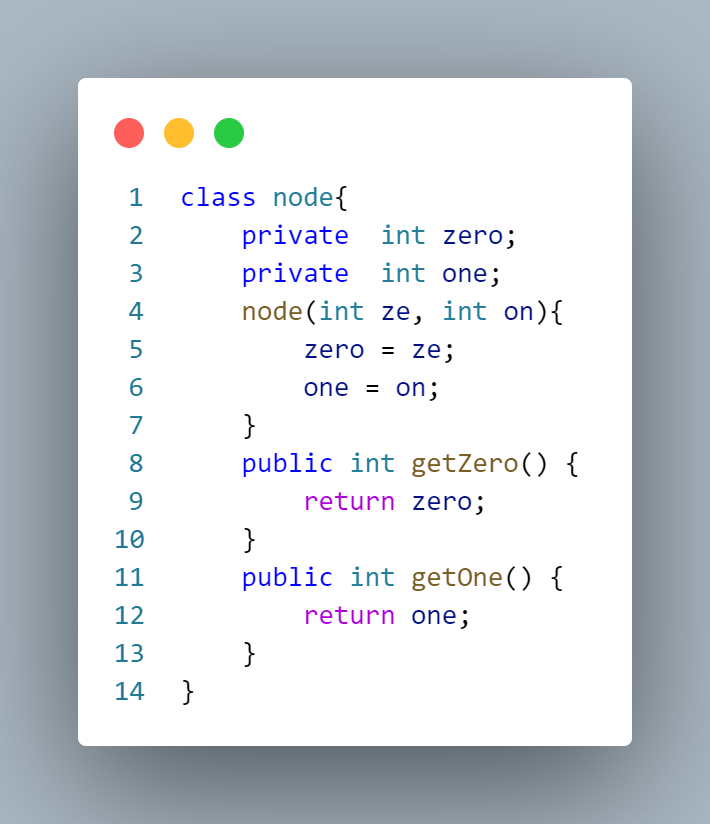 1 class node{
2     private  int zero;
3     private  int one;
4     node(int ze, int on){
5         zero = ze;
6         one = on;
7     }
8     public int getZero() {
9         return zero;
10     }
11     public int getOne() {
12         return one;
13     }
14 }